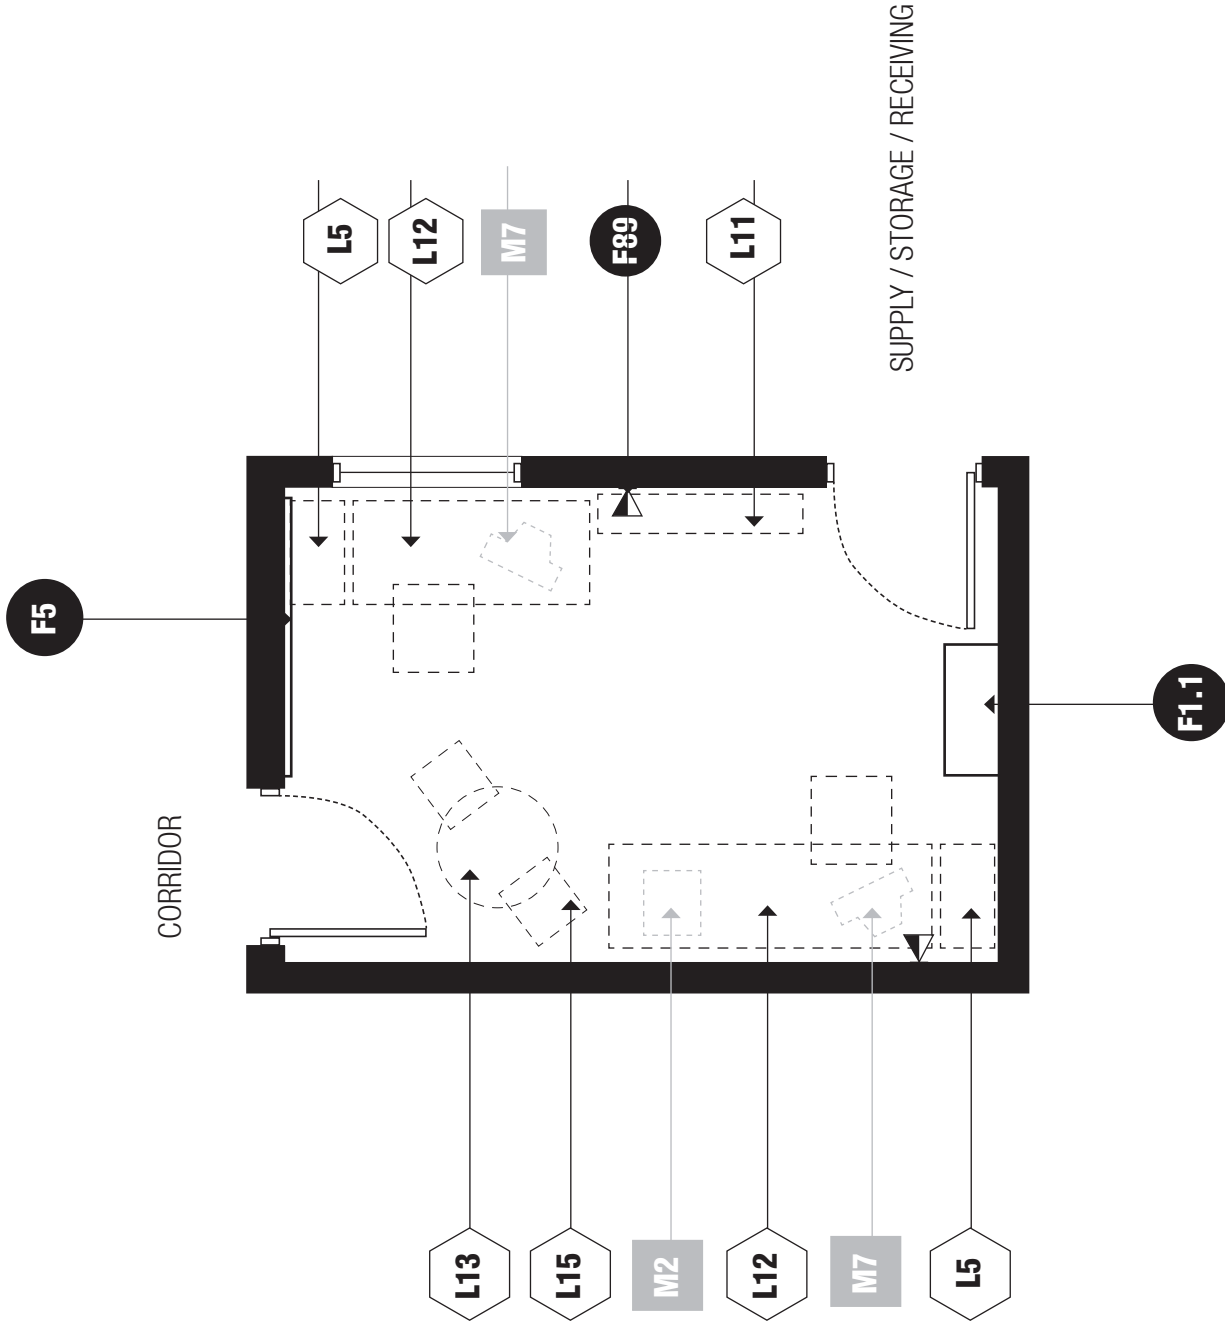 SUPPLY / STORAGE / RECEIVING
L5
L12
M7
F89
L11
F5
F1.1
CORRIDOR
L13
L15
M2
L12
M7
L5